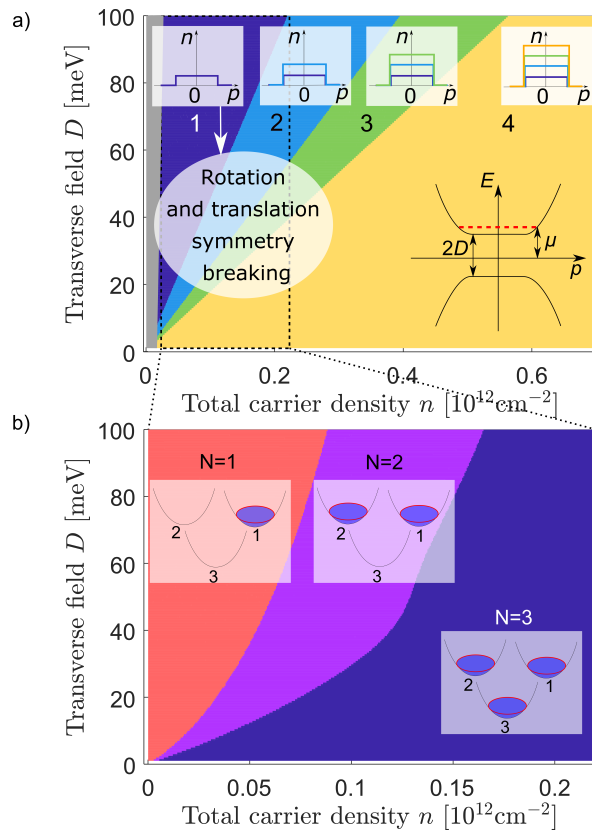 a)
100
80
60
40
20
0
Transverse field D [meV]
n
0
p
n
0
p
n
0
p
n
0
p
1
2
3
4
Rotation
and translation
symmetry
breaking
E
2D
μ
p
0
0.2
0.4
0.6
Total carrier density n [10¹²cm⁻²]
b)
100
80
60
40
20
0
Transverse field D [meV]
N=1
2
1
3
N=2
2
1
3
N=3
2
1
3
0
0.05
0.1
0.15
0.2
Total carrier density n [10¹²cm⁻²]